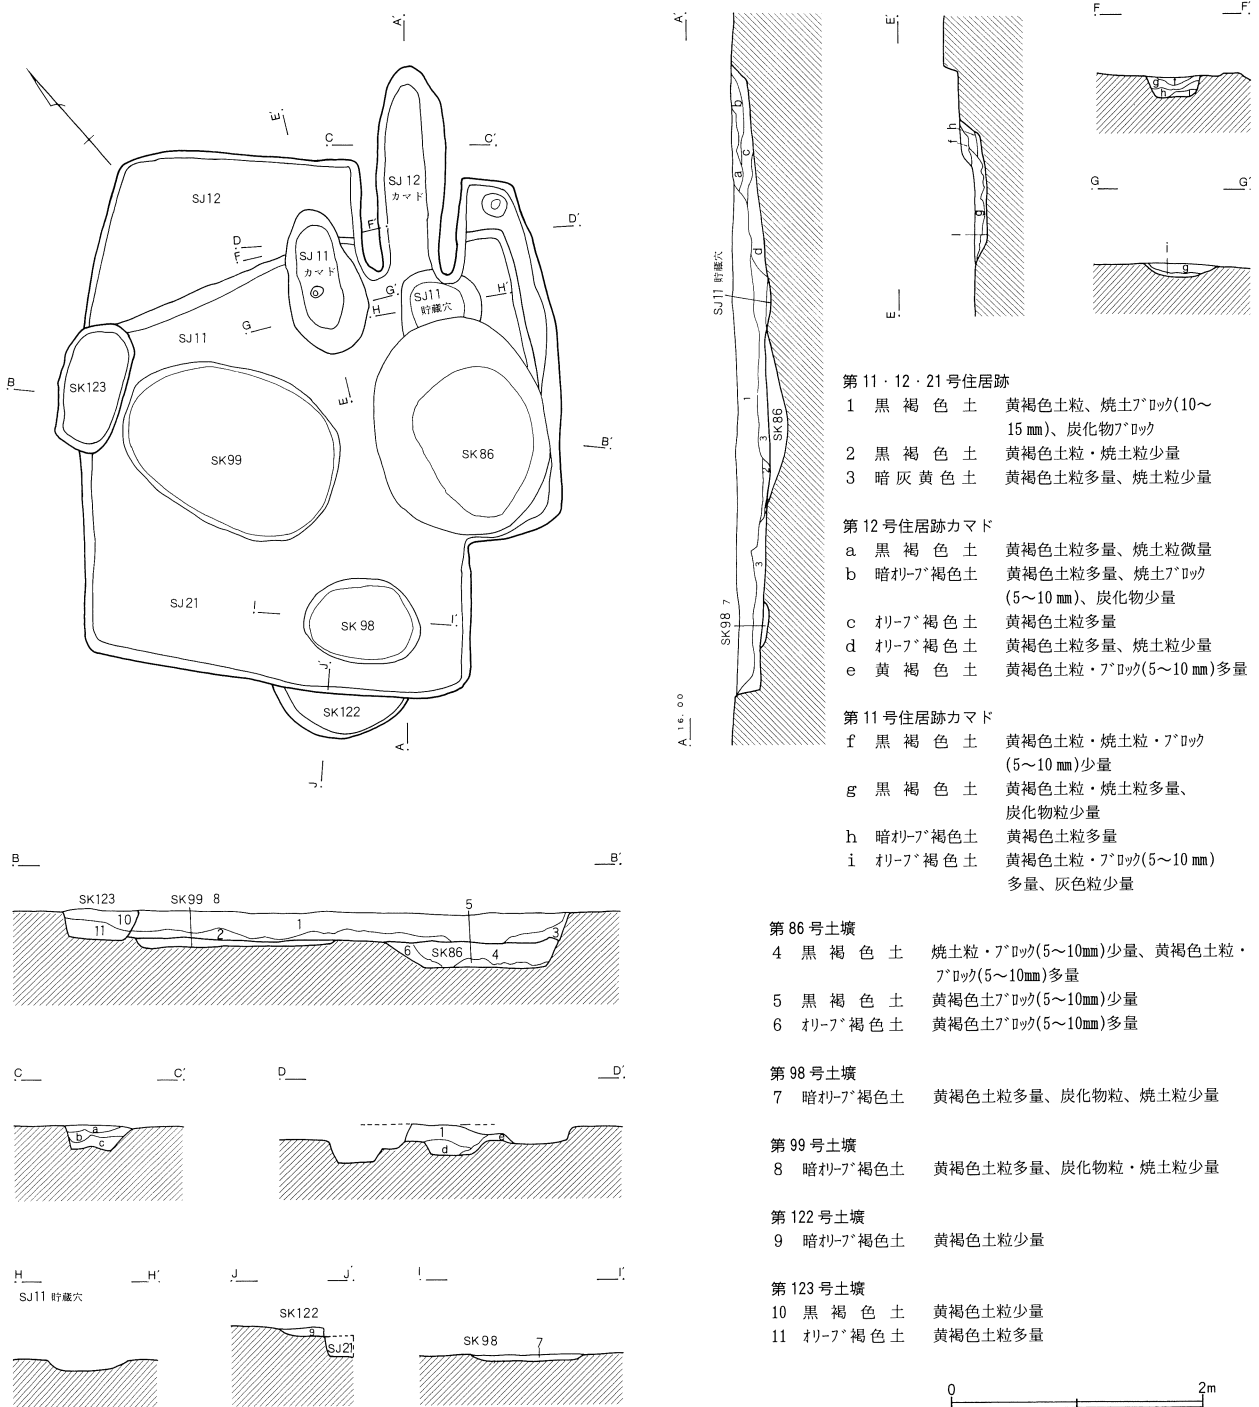 A A'
E'
C C'
SJ12
SJ12
カマド
D D'
F F'
SJ11
カマド
G G'
SJ11
貯蔵穴
H H'
SJ11
B
SK123
E
SK99
SK86
B'
SJ21
I I'
SK98
J'
SK122
A
J
A'
b
c
a
d
SJ11 貯蔵穴
1
3
SK86
2
3
SK98 7
A 16.00
E'
h
f
g
i
E
F F'
g f
h
G G'
i
g
第11・12・21号住居跡
1 黒褐色土 黄褐色土粒、焼土ブロック(10〜
15㎜)、炭化物ブロック
2 黒褐色土 黄褐色土粒・焼土粒少量
3 暗灰黄色土 黄褐色土粒多量、焼土粒少量
第12号住居跡カマド
a 黒褐色土 黄褐色土粒多量、焼土粒微量
b 暗オリーブ褐色土 黄褐色土粒多量、焼土ブロック
(5〜10㎜)、炭化物少量
c オリーブ褐色土 黄褐色土粒多量
d オリーブ褐色土 黄褐色土粒多量、焼土粒少量
e 黄褐色土 黄褐色土粒・ブロック(5〜10㎜)多量
第11号住居跡カマド
f 黒褐色土 黄褐色土粒・焼土粒・ブロック
(5〜10㎜)少量
g 黒褐色土 黄褐色土粒・焼土粒多量、
炭化物粒少量
h 暗オリーブ褐色土 黄褐色土粒多量
i オリーブ褐色土 黄褐色土粒・ブロック(5〜10㎜)
多量、灰色粒少量
第86号土壙
4 黒褐色土 焼土粒・ブロック(5〜10㎜)少量、黄褐色土粒・
ブロック(5〜10㎜)多量
5 黒褐色土 黄褐色土ブロック(5〜10㎜)少量
6 オリーブ褐色土 黄褐色土ブロック(5〜10㎜)多量
第98号土壙
7 暗オリーブ褐色土 黄褐色土粒多量、炭化物粒、焼土粒少量
第99号土壙
8 暗オリーブ褐色土 黄褐色土粒多量、炭化物粒・焼土粒少量
第122号土壙
9 暗オリーブ褐色土 黄褐色土粒少量
第123号土壙
10 黒褐色土 黄褐色土粒少量
11 オリーブ褐色土 黄褐色土粒多量
B B'
SK123 SK99 8 5
10 1
11 2 3
6 SK86 4
C C'
a
b
c
D D'
1
e
d
H H'
SJ11 貯蔵穴
J J'
SK122
9
SJ21
I I'
SK98 7
0 2m